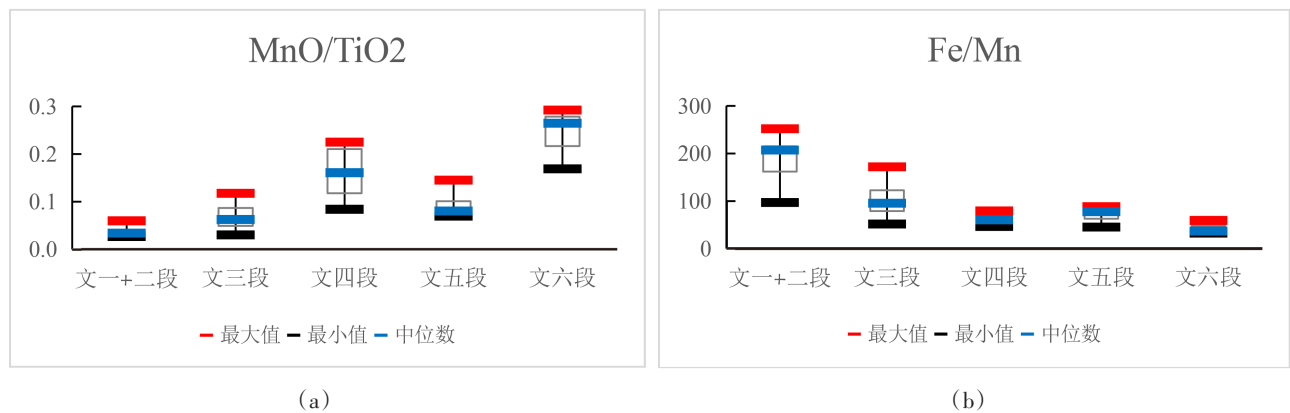 MnO/TiO2
0.3
0.2
0.1
0.0
文一+二段 文三段 文四段 文五段 文六段
最大值 最小值 中位数
(a)
Fe/Mn
300
200
100
0
文一+二段 文三段 文四段 文五段 文六段
最大值 最小值 中位数
(b)